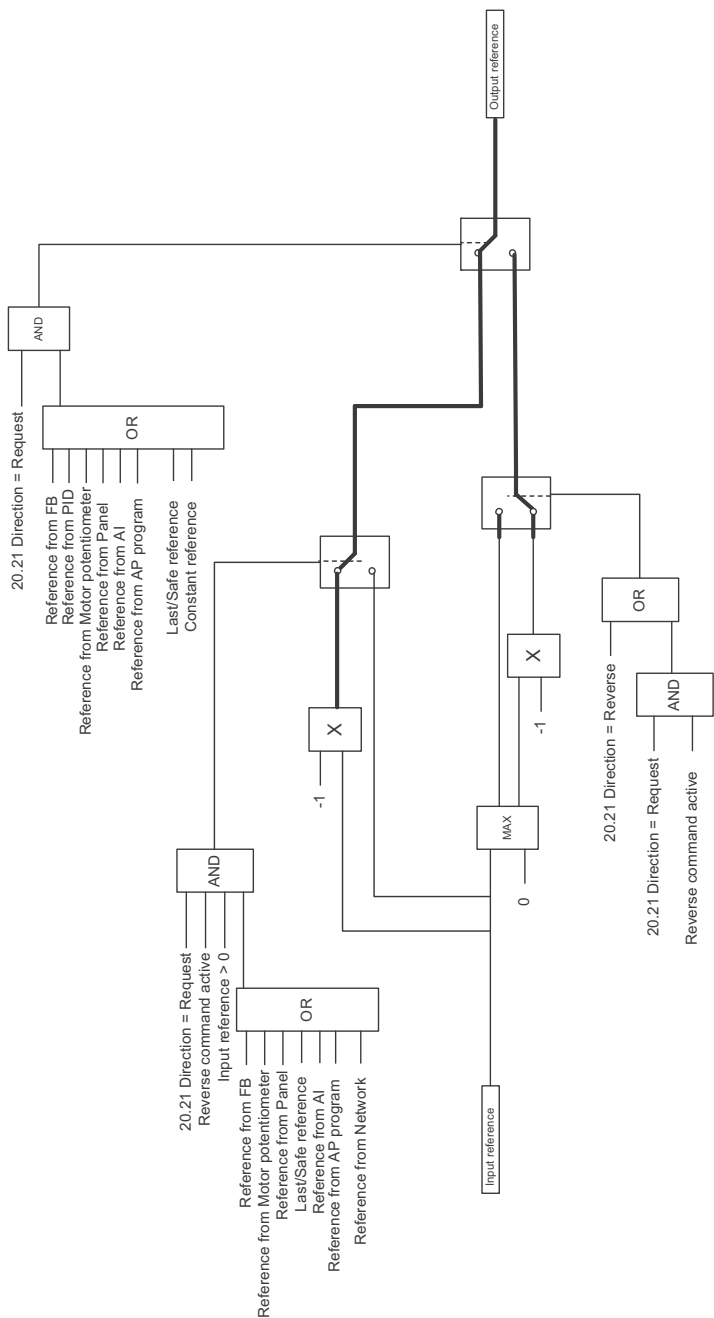 20.21 Direction = Request
AND
Reference from FB
Reference from PID
Reference from Motor potentiometer
Reference from Panel
Reference from AI
Reference from AP program
Last/Safe reference
Constant reference
OR
20.21 Direction = Request
Reverse command active
Input reference > 0
AND
Reference from FB
Reference from Motor potentiometer
Reference from Panel
Last/Safe reference
Reference from AI
Reference from AP program
Reference from Network
OR
-1
X
Input reference
MAX
0
X
-1
Output reference
20.21 Direction = Reverse
OR
20.21 Direction = Request
Reverse command active
AND